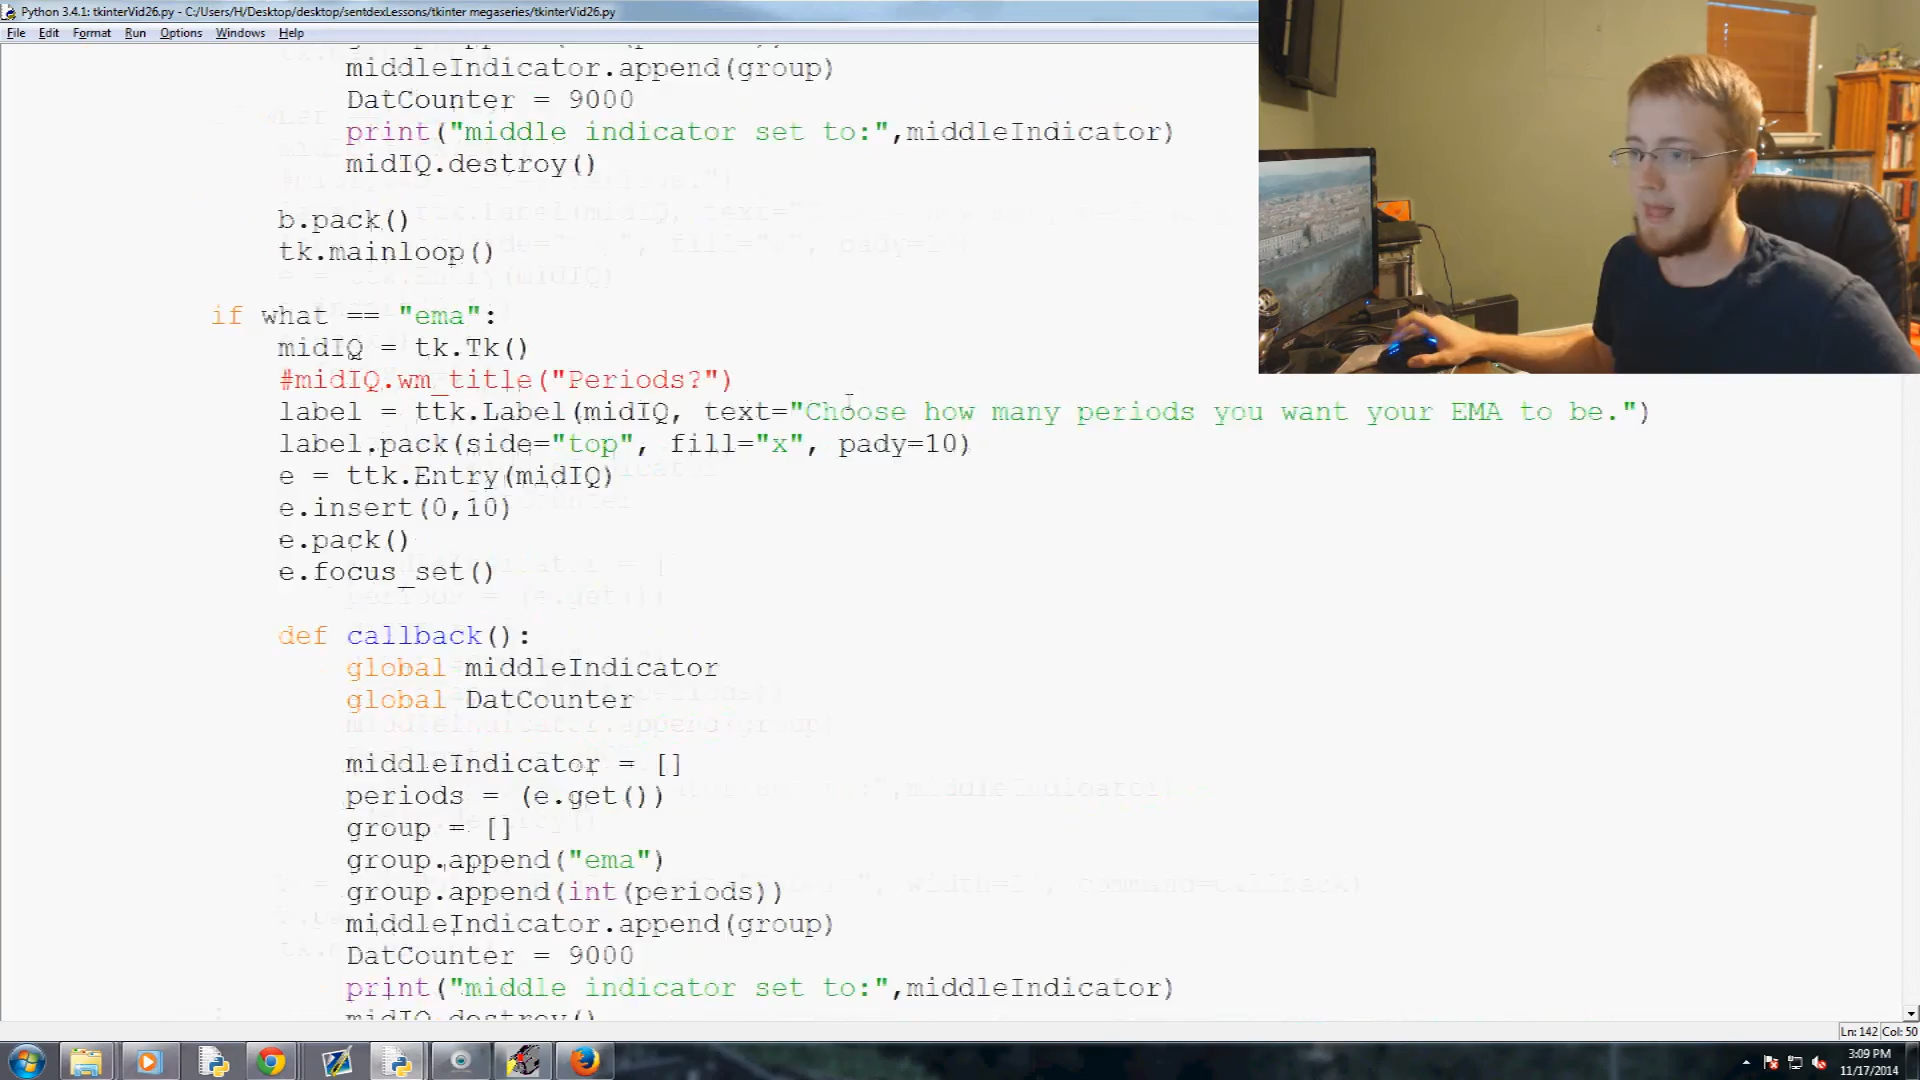 Python 3.4.1: tkinterVid26.py - C:/Users/H/Desktop/desktop/sentdexLessons/tkinter megaseries/tkinterVid26.py
File Edit Format Run Options Windows Help
middleIndicator.append(group)
DatCounter = 9000
print("middle indicator set to:",middleIndicator)
midIQ.destroy()
b.pack()
tk.mainloop()
if what == "ema":
midIQ = tk.Tk()
#midIQ.wm_title("Periods?")
label = ttk.Label(midIQ, text="Choose how many periods you want your EMA to be.")
label.pack(side="top", fill="x", pady=10)
e = ttk.Entry(midIQ)
e.insert(0,10)
e.pack()
e.focus_set()
def callback():
global middleIndicator
global DatCounter
middleIndicator = []
periods = (e.get())
group = []
group.append("ema")
group.append(int(periods))
middleIndicator.append(group)
DatCounter = 9000
print("middle indicator set to:",middleIndicator)
midIQ.destroy()
Ln: 142 Col: 50
3:09 PM
11/17/2014